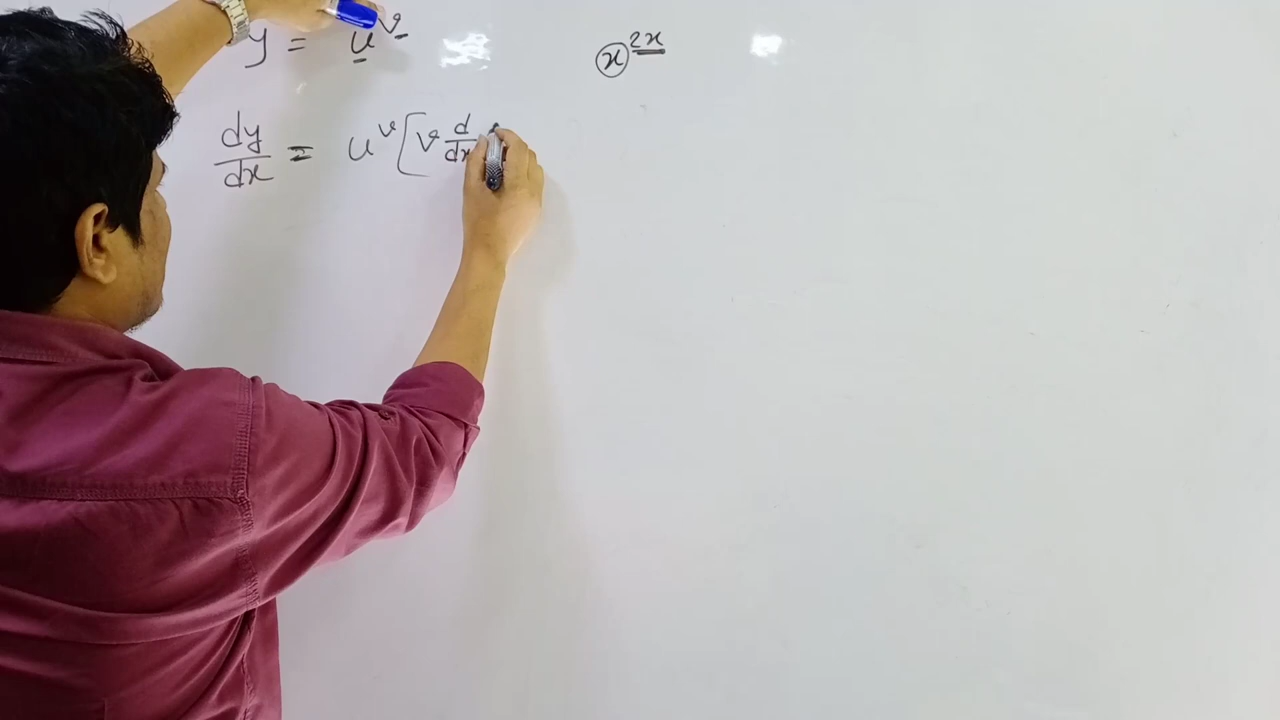 y = u^v
x^2x
dy/dx = u^v [v d/dx